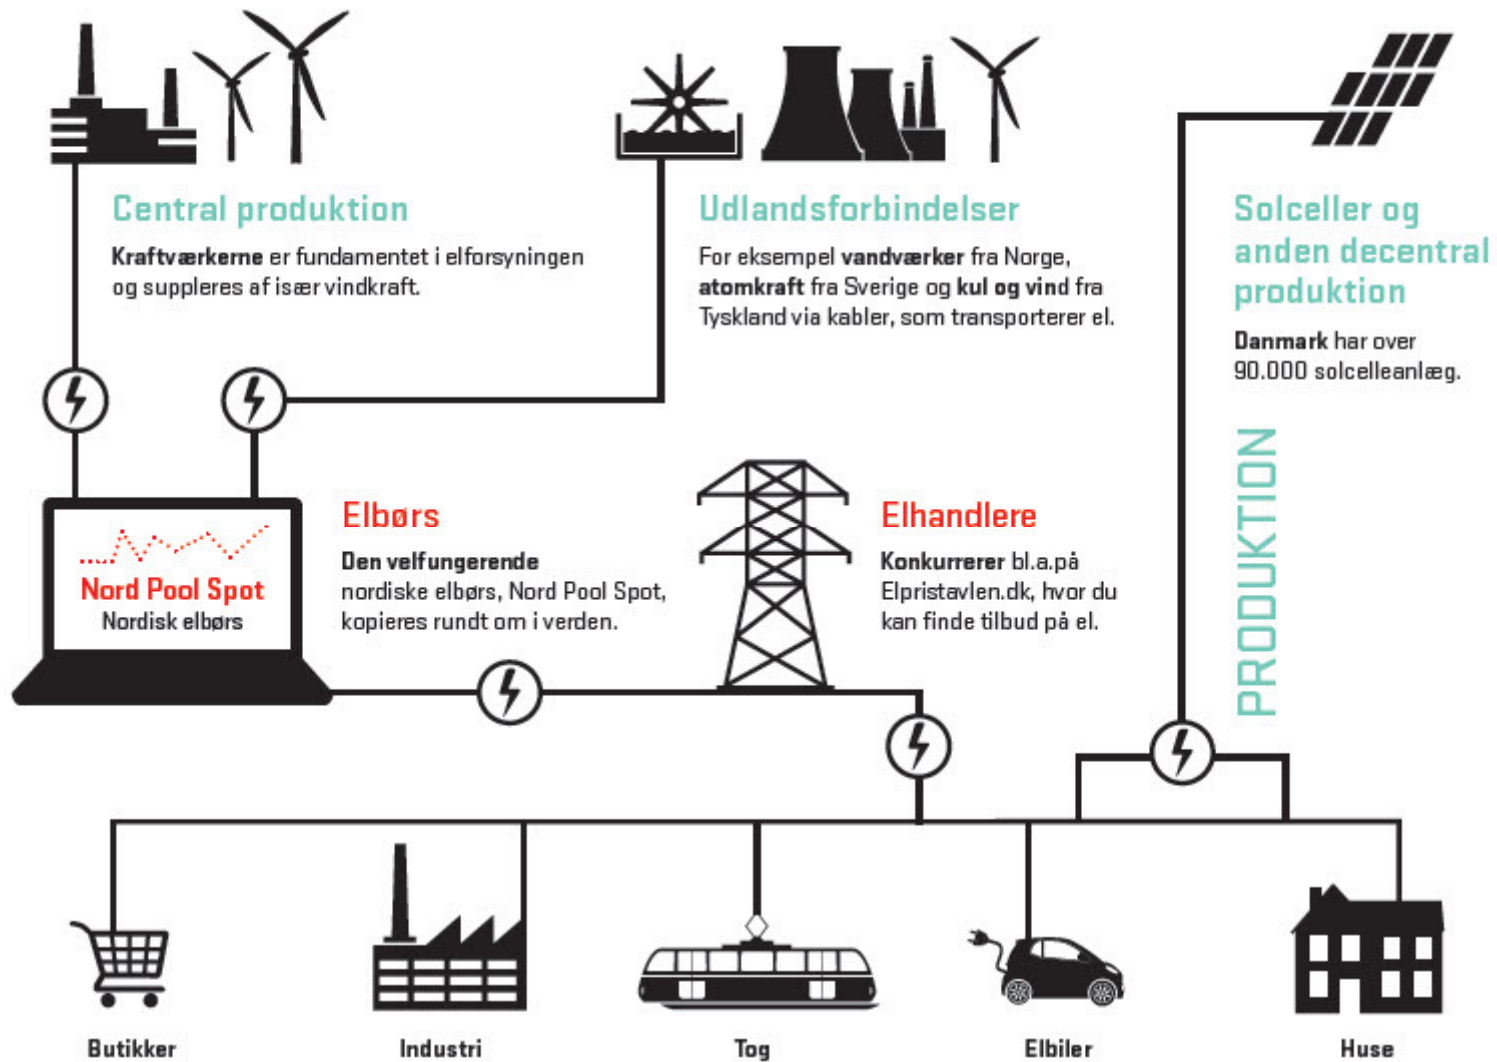 Central produktion
Kraftværkerne er fundamentet i elforsyningen
og suppleres af især vindkraft.
Udlandsforbindelser
For eksempel vandværker fra Norge,
atomkraft fra Sverige og kul og vind fra
Tyskland via kabler, som transporterer el.
Solceller og
anden decentral
produktion
Danmark har over
90.000 solcelleanlæg.
PRODUKTION
Nord Pool Spot
Nordisk elbørs
Elbørs
Den velfungerende
nordiske elbørs, Nord Pool Spot,
kopieres rundt om i verden.
Elhandlere
Konkurrerer bl.a.på
Elpristavlen.dk, hvor du
kan finde tilbud på el.
Butikker
Industri
Tog
Elbiler
Huse